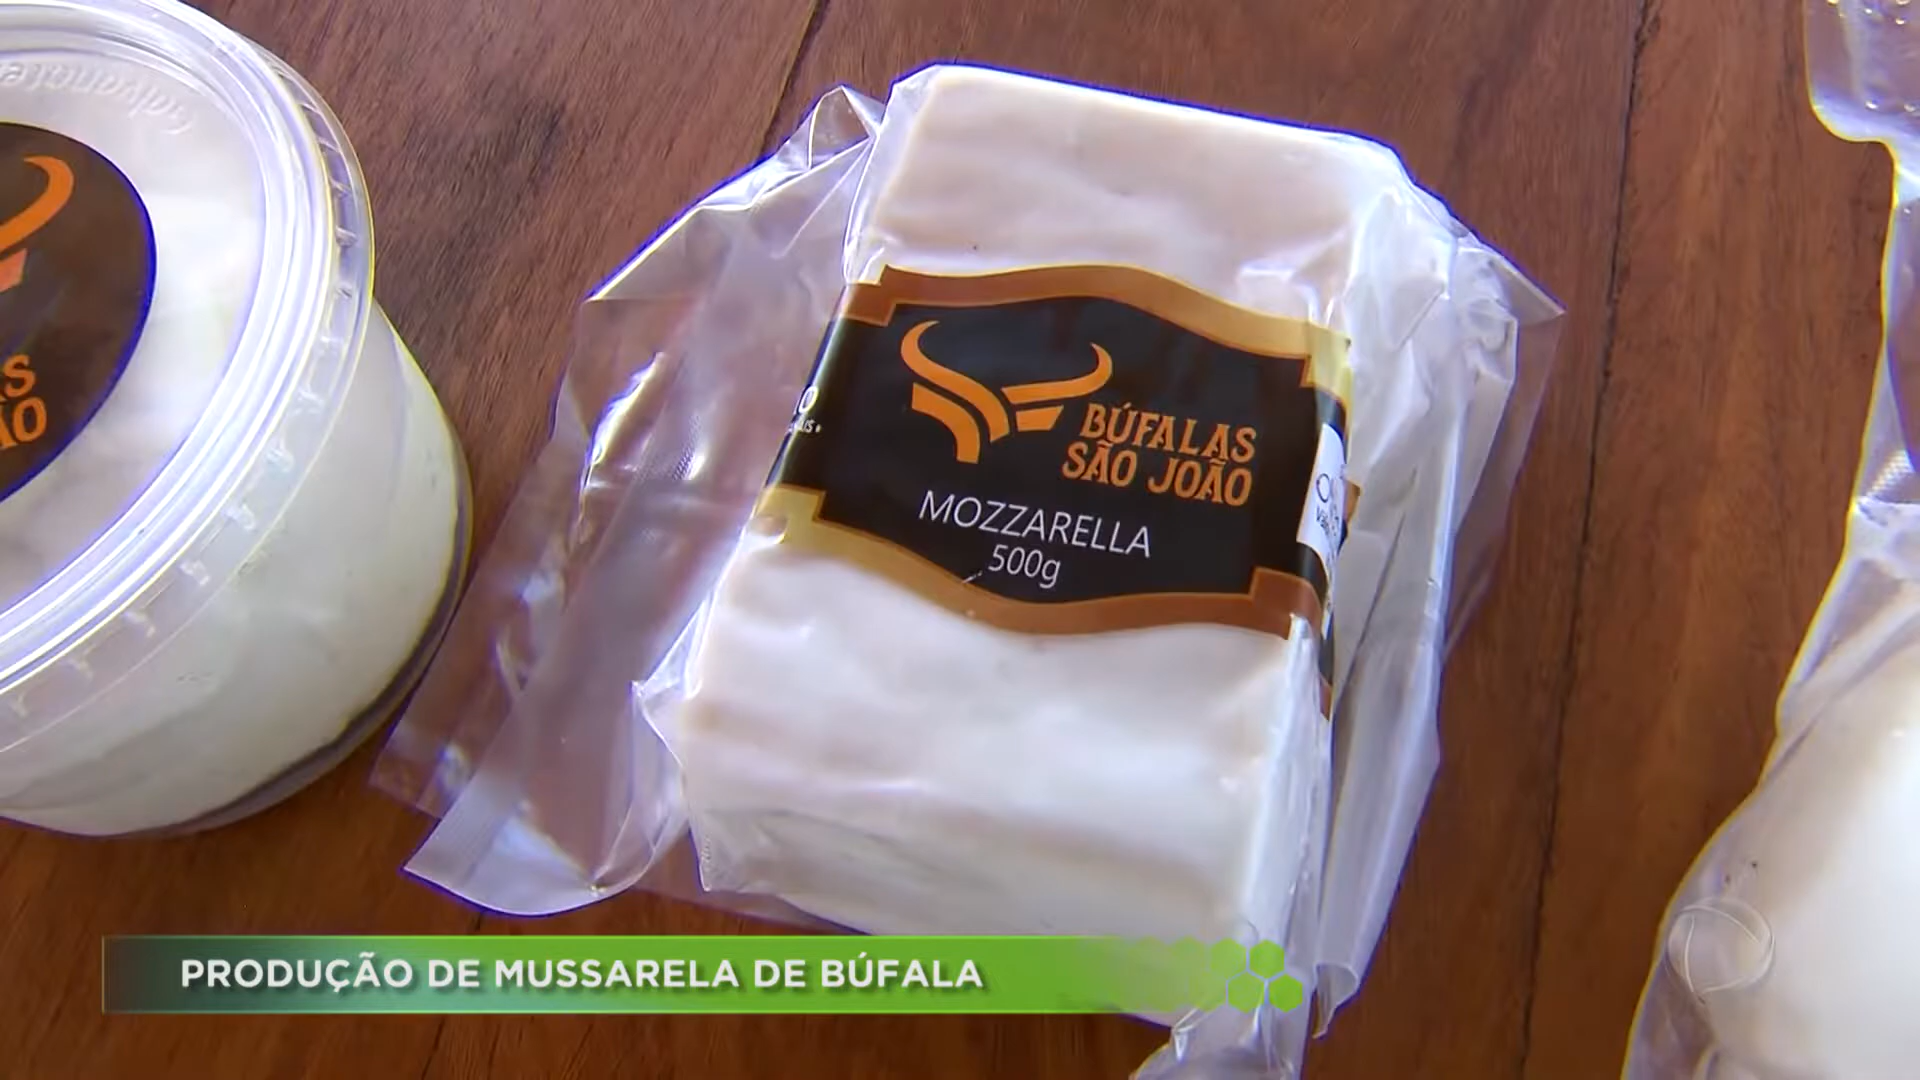 BÚFALAS
SÃO JOÃO
MOZZARELLA
500g
PRODUÇÃO DE MUSSARELA DE BÚFALA